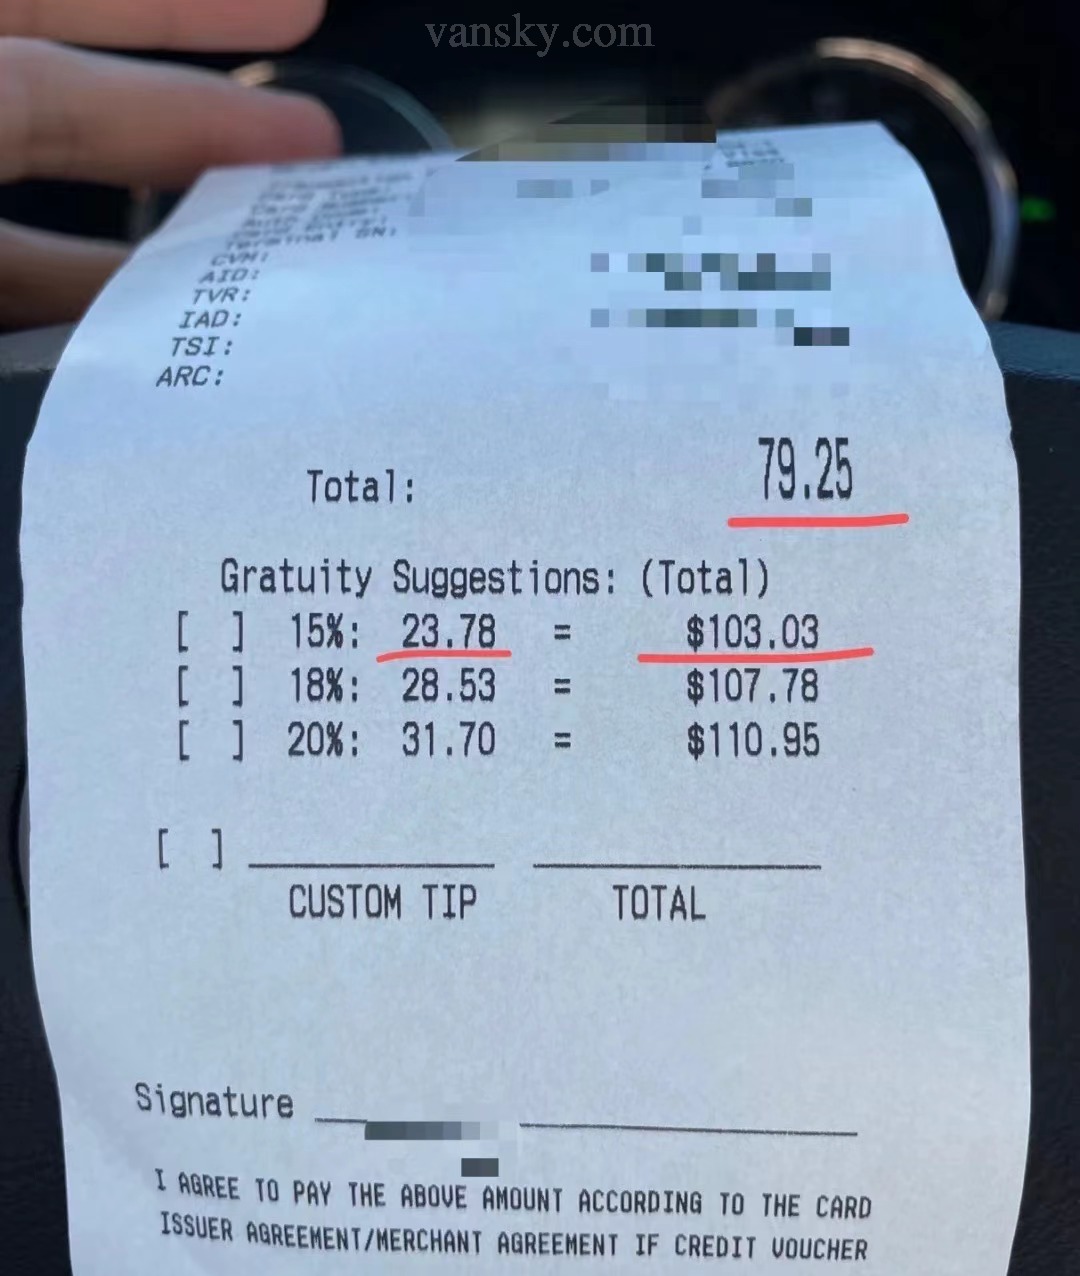 vansky.com
Terminal SN:
CVM:
AID:
TVR:
IAD:
TSI:
ARC:
Total: 79.25
Gratuity Suggestions: (Total)
[ ] 15%: 23.78 = $103.03
[ ] 18%: 28.53 = $107.78
[ ] 20%: 31.70 = $110.95
[ ]
CUSTOM TIP TOTAL
Signature
I AGREE TO PAY THE ABOVE AMOUNT ACCORDING TO THE CARD
ISSUER AGREEMENT/MERCHANT AGREEMENT IF CREDIT VOUCHER